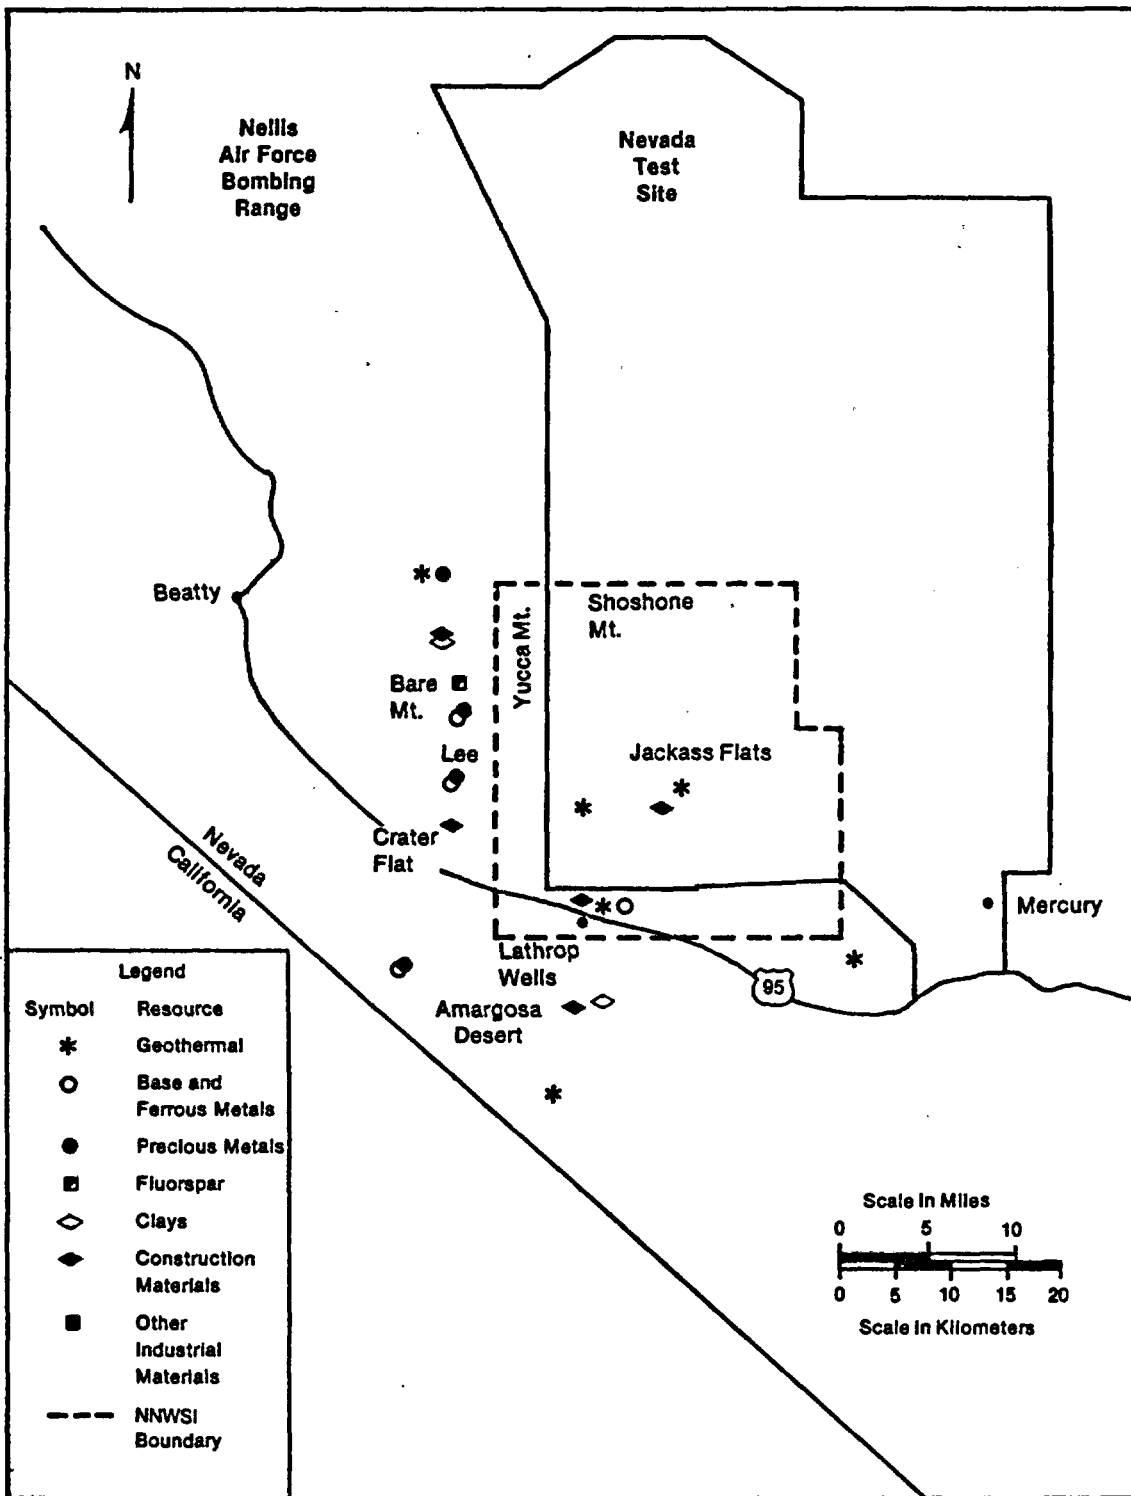 N
Nellis
Air Force
Bombing
Range
Nevada
Test
Site
Beatty
Shoshone
Mt.
Yucca Mt.
Bare
Mt.
Lee
Jackass Flats
Crater
Flat
Nevada
California
Mercury
Lathrop
Wells
95
Amargosa
Desert
Legend
Symbol Resource
Geothermal
Base and
Ferrous Metals
Precious Metals
Fluorspar
Clays
Construction
Materials
Other
Industrial
Materials
NNWSI
Boundary
Scale in Miles
0 5 10
0 5 10 15 20
Scale in Kilometers